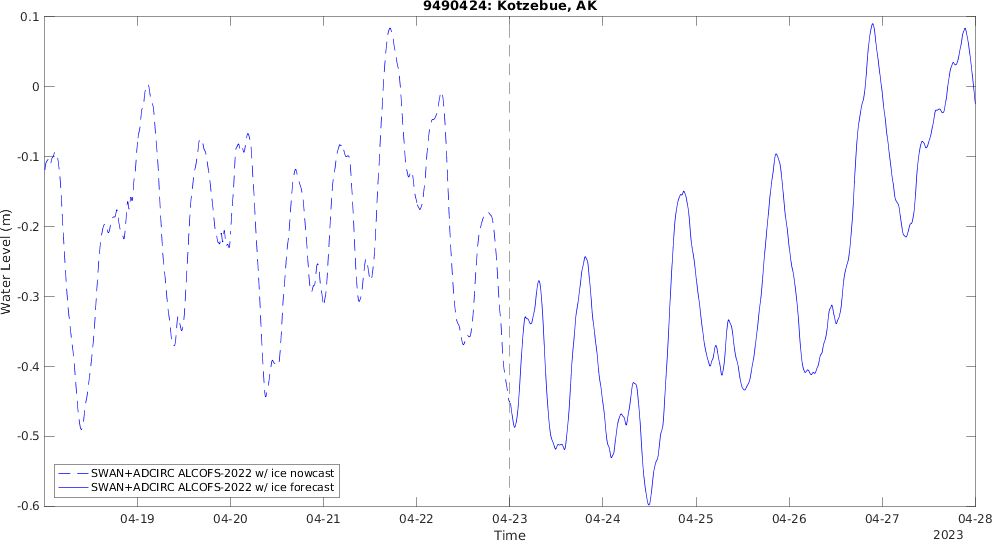 9490424: Kotzebue, AK
0.1
0
-0.1
-0.2
-0.3
-0.4
-0.5
-0.6
Water Level (m)
SWAN+ADCIRC ALCOFS-2022 w/ ice nowcast
SWAN+ADCIRC ALCOFS-2022 w/ ice forecast
04-19 04-20 04-21 04-22 04-23 04-24 04-25 04-26 04-27 04-28
Time
2023